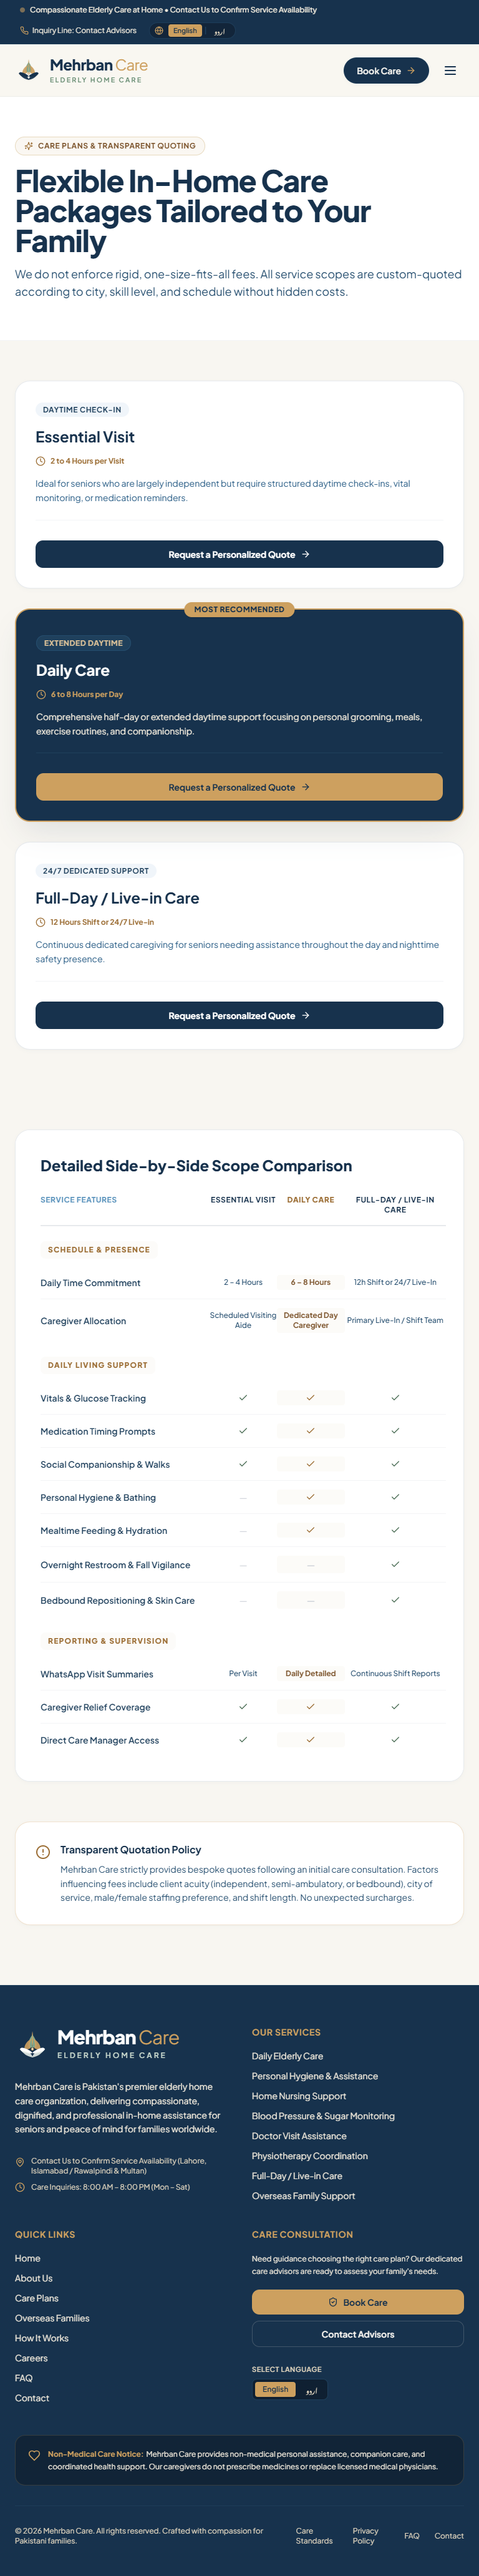 Compassionate Elderly Care at Home • Contact Us to Confirm Service Availability
Inquiry Line: Contact Advisors
English
اردو
Mehrban Care
ELDERLY HOME CARE
Book Care
CARE PLANS & TRANSPARENT QUOTING
Flexible In-Home Care
Packages Tailored to Your
Family
We do not enforce rigid, one-size-fits-all fees. All service scopes are custom-quoted
according to city, skill level, and schedule without hidden costs.
DAYTIME CHECK-IN
Essential Visit
2 to 4 Hours per Visit
Ideal for seniors who are largely independent but require structured daytime check-ins, vital
monitoring, or medication reminders.
Request a Personalized Quote
MOST RECOMMENDED
EXTENDED DAYTIME
Daily Care
6 to 8 Hours per Day
Comprehensive half-day or extended daytime support focusing on personal grooming, meals,
exercise routines, and companionship.
Request a Personalized Quote
24/7 DEDICATED SUPPORT
Full-Day / Live-in Care
12 Hours Shift or 24/7 Live-In
Continuous dedicated caregiving for seniors needing assistance throughout the day and nighttime
safety presence.
Request a Personalized Quote
Detailed Side-by-Side Scope Comparison
SERVICE FEATURES ESSENTIAL VISIT DAILY CARE FULL-DAY / LIVE-IN
CARE
SCHEDULE & PRESENCE
Daily Time Commitment 2 – 4 Hours 6 – 8 Hours 12h Shift or 24/7 Live-In
Caregiver Allocation Scheduled Visiting
Aide Dedicated Day
Caregiver Primary Live-In / Shift Team
DAILY LIVING SUPPORT
Vitals & Glucose Tracking
Medication Timing Prompts
Social Companionship & Walks
Personal Hygiene & Bathing —
Mealtime Feeding & Hydration —
Overnight Restroom & Fall Vigilance — —
Bedbound Repositioning & Skin Care — —
REPORTING & SUPERVISION
WhatsApp Visit Summaries Per Visit Daily Detailed Continuous Shift Reports
Caregiver Relief Coverage
Direct Care Manager Access
Transparent Quotation Policy
Mehrban Care strictly provides bespoke quotes following an initial care consultation. Factors
influencing fees include client acuity (independent, semi-ambulatory, or bedbound), city of
service, male/female staffing preference, and shift length. No unexpected surcharges.
Mehrban Care
ELDERLY HOME CARE
Mehrban Care is Pakistan's premier elderly home
care organization, delivering compassionate,
dignified, and professional in-home assistance for
seniors and peace of mind for families worldwide.
Contact Us to Confirm Service Availability (Lahore,
Islamabad / Rawalpindi & Multan)
Care Inquiries: 8:00 AM – 8:00 PM (Mon – Sat)
OUR SERVICES
Daily Elderly Care
Personal Hygiene & Assistance
Home Nursing Support
Blood Pressure & Sugar Monitoring
Doctor Visit Assistance
Physiotherapy Coordination
Full-Day / Live-in Care
Overseas Family Support
QUICK LINKS
Home
About Us
Care Plans
Overseas Families
How It Works
Careers
FAQ
Contact
CARE CONSULTATION
Need guidance choosing the right care plan? Our dedicated
care advisors are ready to assess your family's needs.
Book Care
Contact Advisors
SELECT LANGUAGE
English
اردو
Non-Medical Care Notice: Mehrban Care provides non-medical personal assistance, companion care, and
coordinated health support. Our caregivers do not prescribe medicines or replace licensed medical physicians.
© 2026 Mehrban Care. All rights reserved. Crafted with compassion for
Pakistani families.
Care
Standards
Privacy
Policy
FAQ
Contact